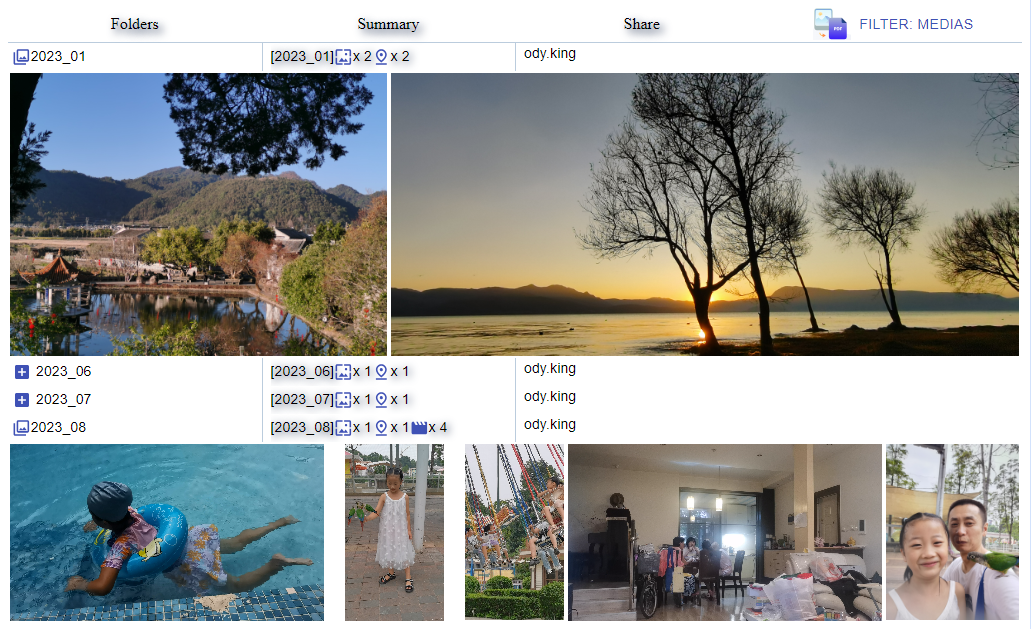 Folders Summary Share PDF FILTER: MEDIAS
2023_01 [2023_01] x 2 x 2 ody.king
2023_06 [2023_06] x 1 x 1 ody.king
2023_07 [2023_07] x 1 x 1 ody.king
2023_08 [2023_08] x 1 x 1 x 4 ody.king